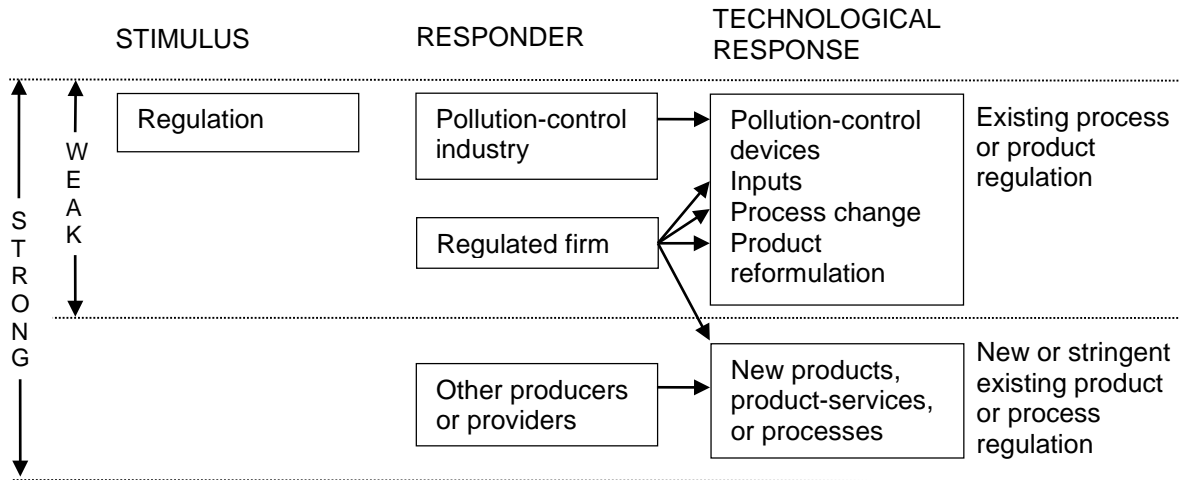 STIMULUS
RESPONDER
TECHNOLOGICAL
RESPONSE
STRONG
WEAK
Regulation
Pollution-control
industry
Pollution-control
devices
Inputs
Process change
Product
reformulation
Existing process
or product
regulation
Regulated firm
Other producers
or providers
New products,
product-services,
or processes
New or stringent
existing product
or process
regulation